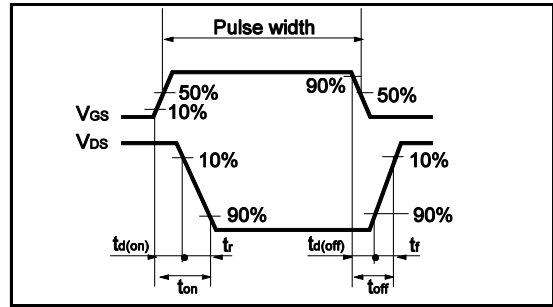 Pulse width
90%
50% 50%
VGS 10%
VDS
10% 10%
90% 90%
td(on) tr td(off) tf
ton toff